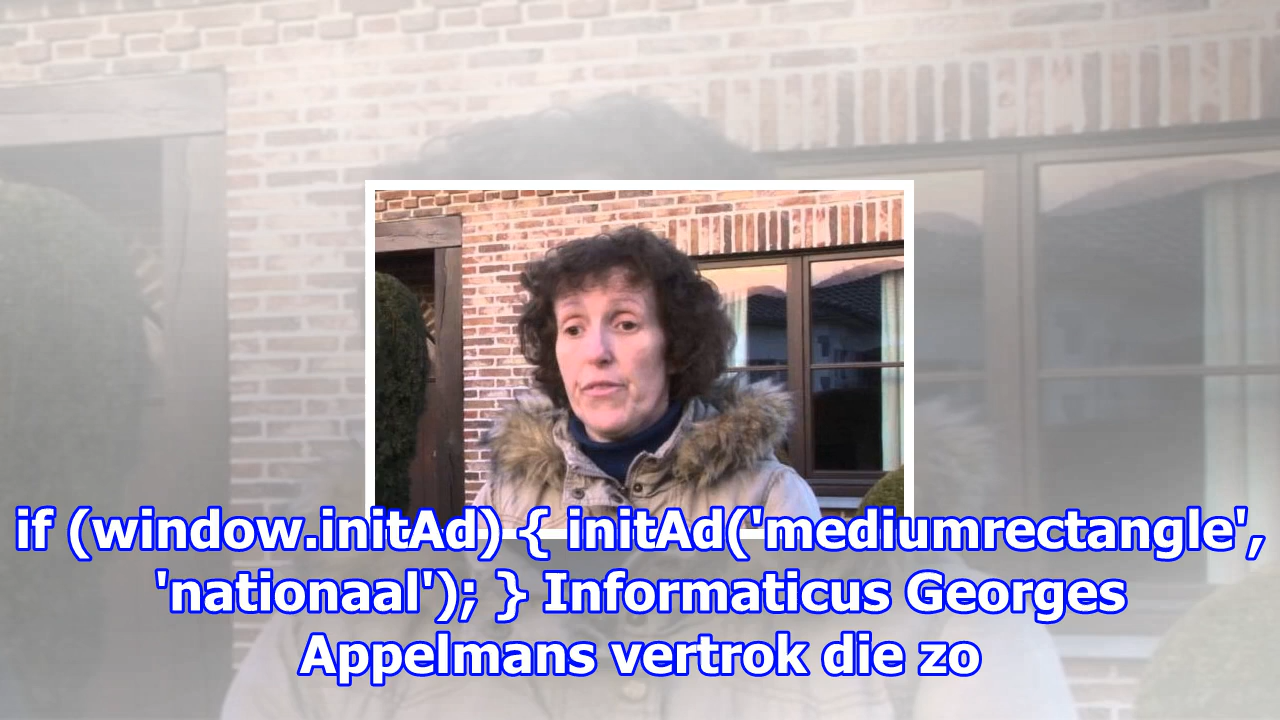 if (window.initAd) { initAd('mediumrectangle',
'nationaal'); } Informaticus Georges
Appelmans vertrok die zo